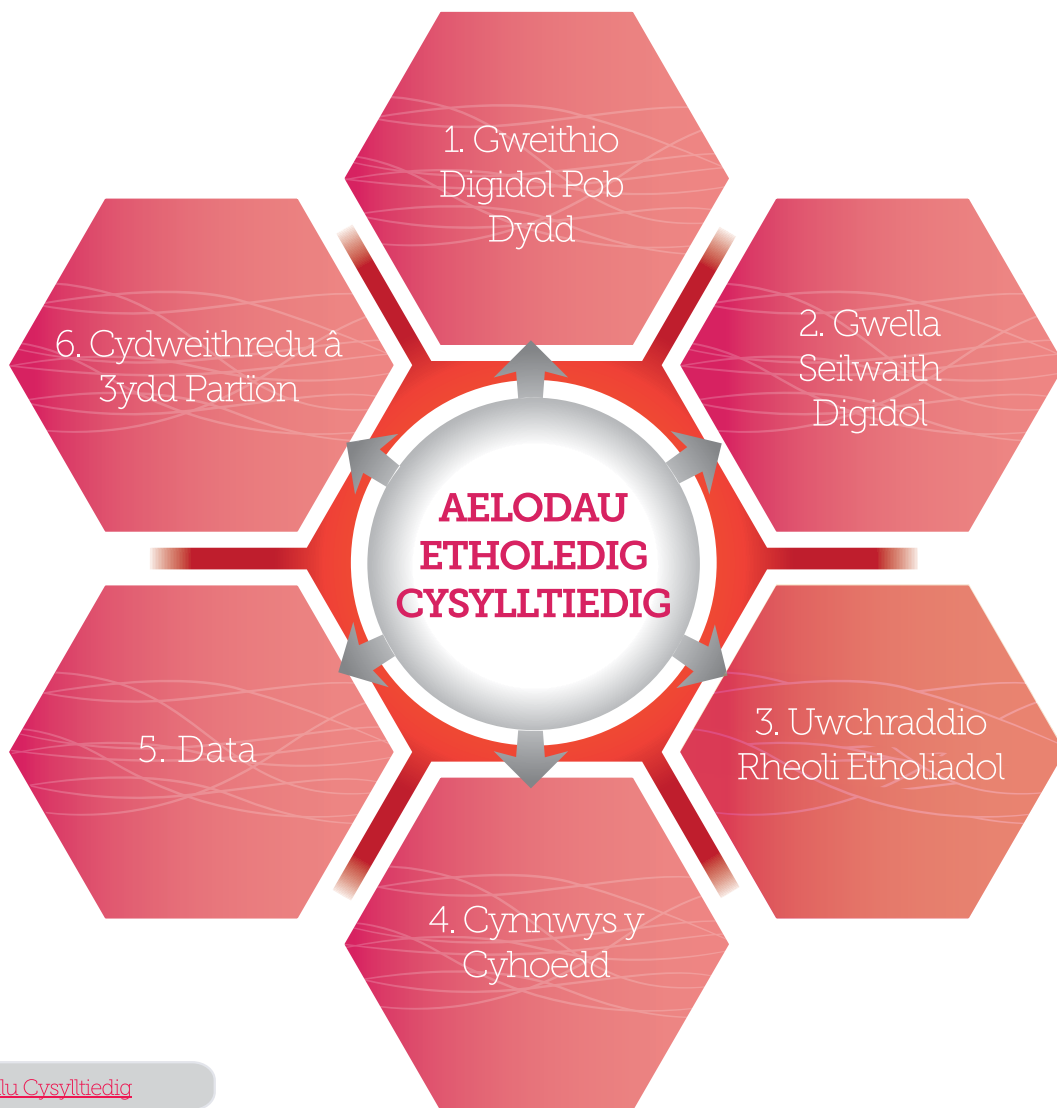 1. Gweithio
Digidol Pob
Dydd
2. Gwella
Seilwaith
Digidol
3. Uwchraddio
Rheoli Etholiadol
4. Cynnwys y
Cyhoedd
5. Data
6. Cydweithredu â
3ydd Partïon
AELODAU
ETHOLEDIG
CYSYLLTIEDIG
Cysylltiedig